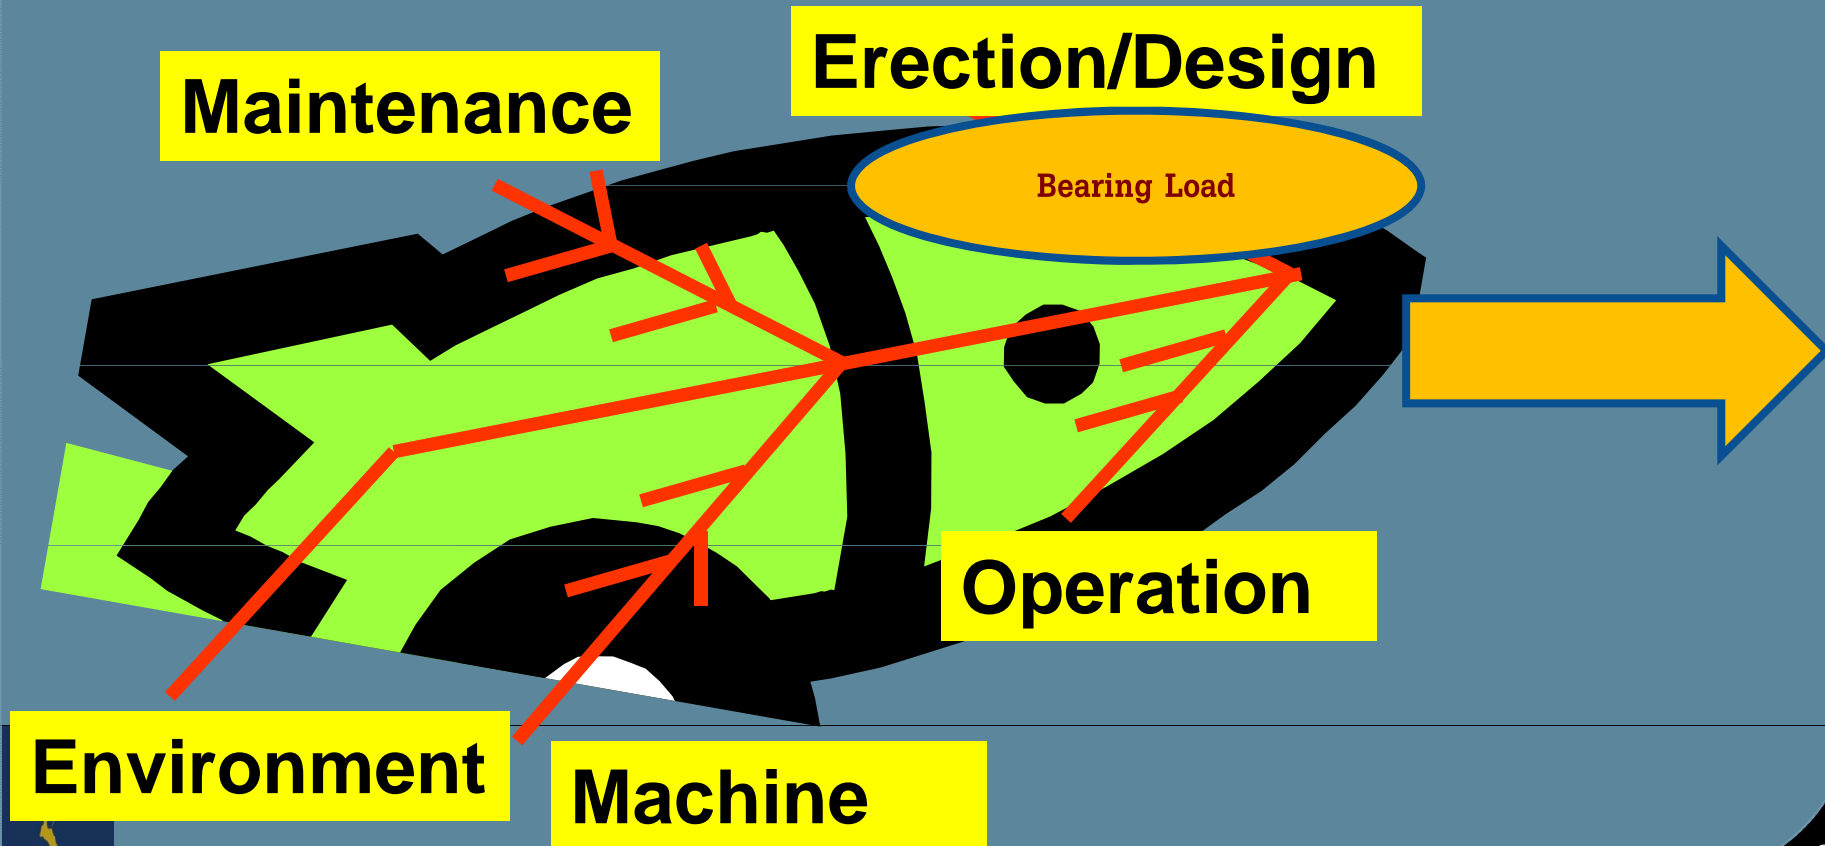 Erection/Design
Maintenance
Bearing Load
Operation
Environment
Machine